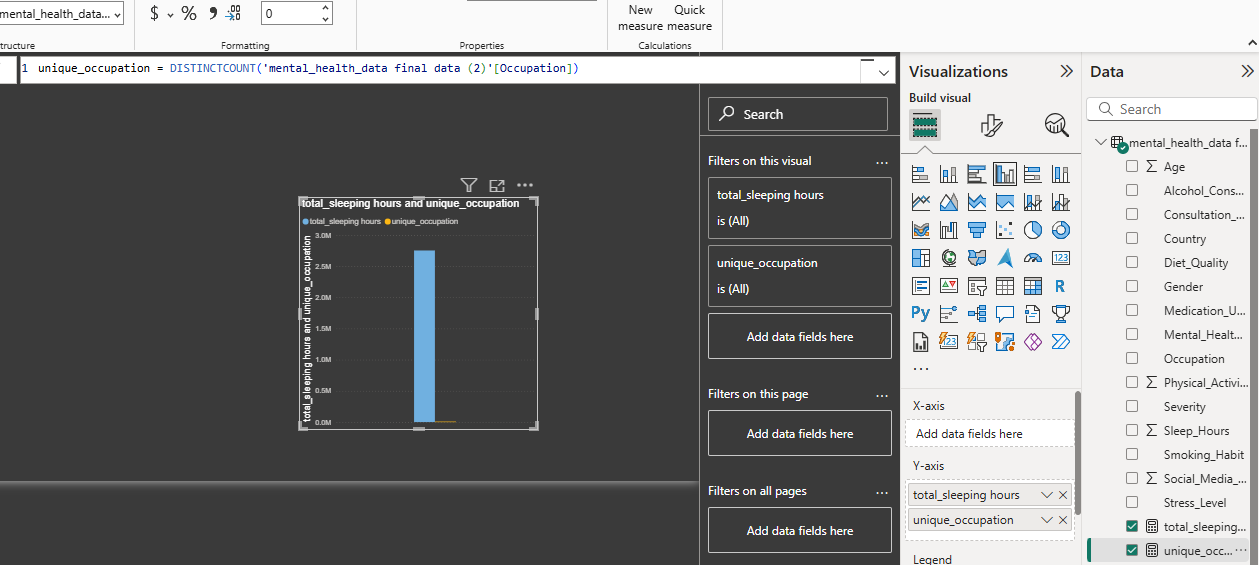 mental_health_data...
$ % 9 0
New measure
Quick measure
ructure
Formatting
Properties
Calculations
1 unique_occupation = DISTINCTCOUNT('mental_health_data final data (2)'[Occupation])
total_sleeping hours and unique_occupation
total_sleeping hours unique_occupation
total_sleeping hours and unique_occupation
3.0M
2.5M
2.0M
1.5M
1.0M
0.5M
0.0M
Search
Filters on this visual ...
total_sleeping hours
is (All)
unique_occupation
is (All)
Add data fields here
Filters on this page ...
Add data fields here
Filters on all pages ...
Add data fields here
Visualizations
Build visual
123
R
Py
123
...
X-axis
Add data fields here
Y-axis
total_sleeping hours
unique_occupation
Legend
Data
Search
mental_health_data f...
Σ Age
Alcohol_Cons...
Consultation_...
Country
Diet_Quality
Gender
Medication_U...
Mental_Healt...
Occupation
Σ Physical_Activi...
Severity
Σ Sleep_Hours
Smoking_Habit
Σ Social_Media_...
Stress_Level
total_sleeping...
unique_occ... ...